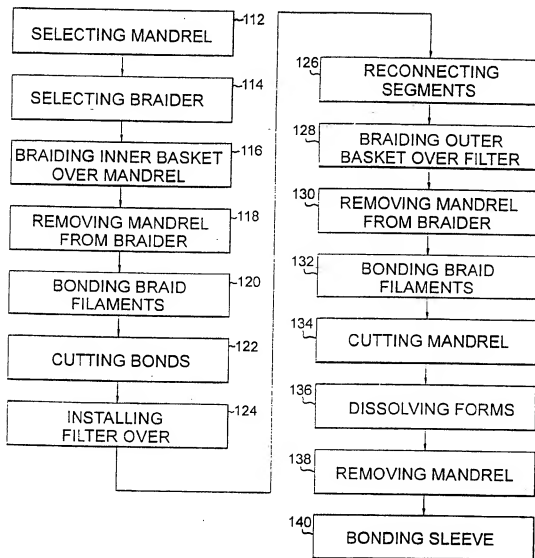 SELECTING MANDREL
112
SELECTING BRAIDER
114
BRAIDING INNER
BASKET OVER MANDREL
116
REMOVING MANDREL
FROM BRAIDER
118
BONDING BRAID
FILAMENTS
120
CUTTING BONDS
122
INSTALLING
FILTER OVER
124
126
RECONNECTING
SEGMENTS
128
BRAIDING OUTER
BASKET OVER FILTER
130
REMOVING MANDREL
FROM BRAIDER
132
BONDING BRAID
FILAMENTS
134
CUTTING MANDREL
136
DISSOLVING FORMS
138
REMOVING MANDREL
140
BONDING SLEEVE